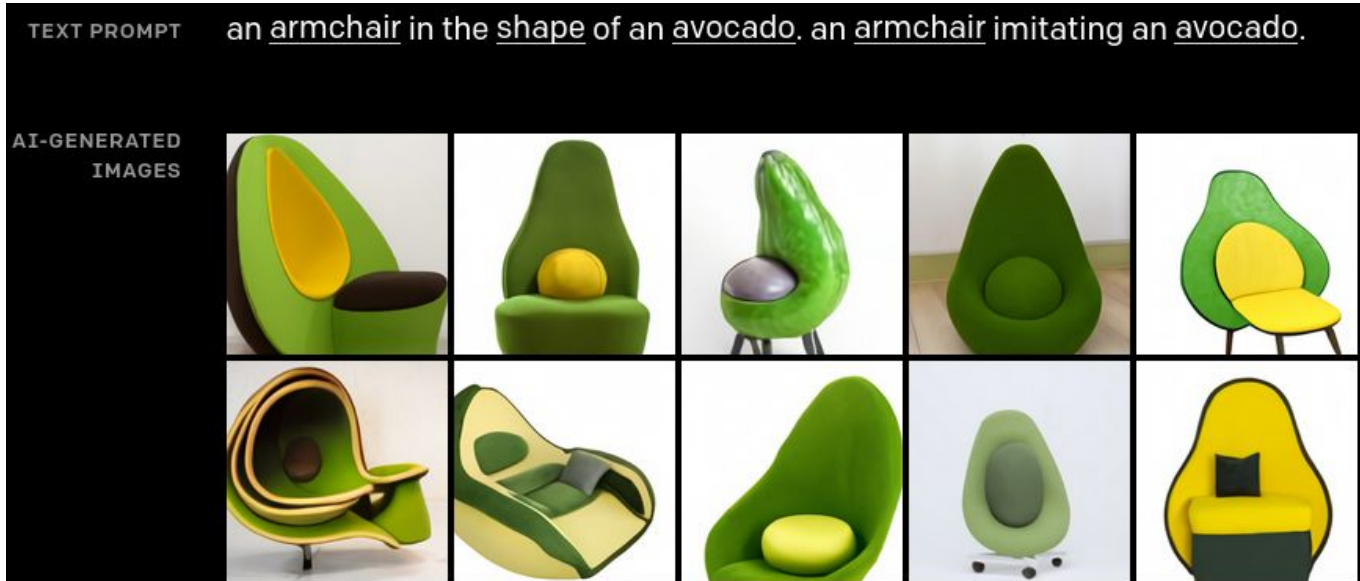 TEXT PROMPT
an armchair in the shape of an avocado. an armchair imitating an avocado.
AI-GENERATED
IMAGES